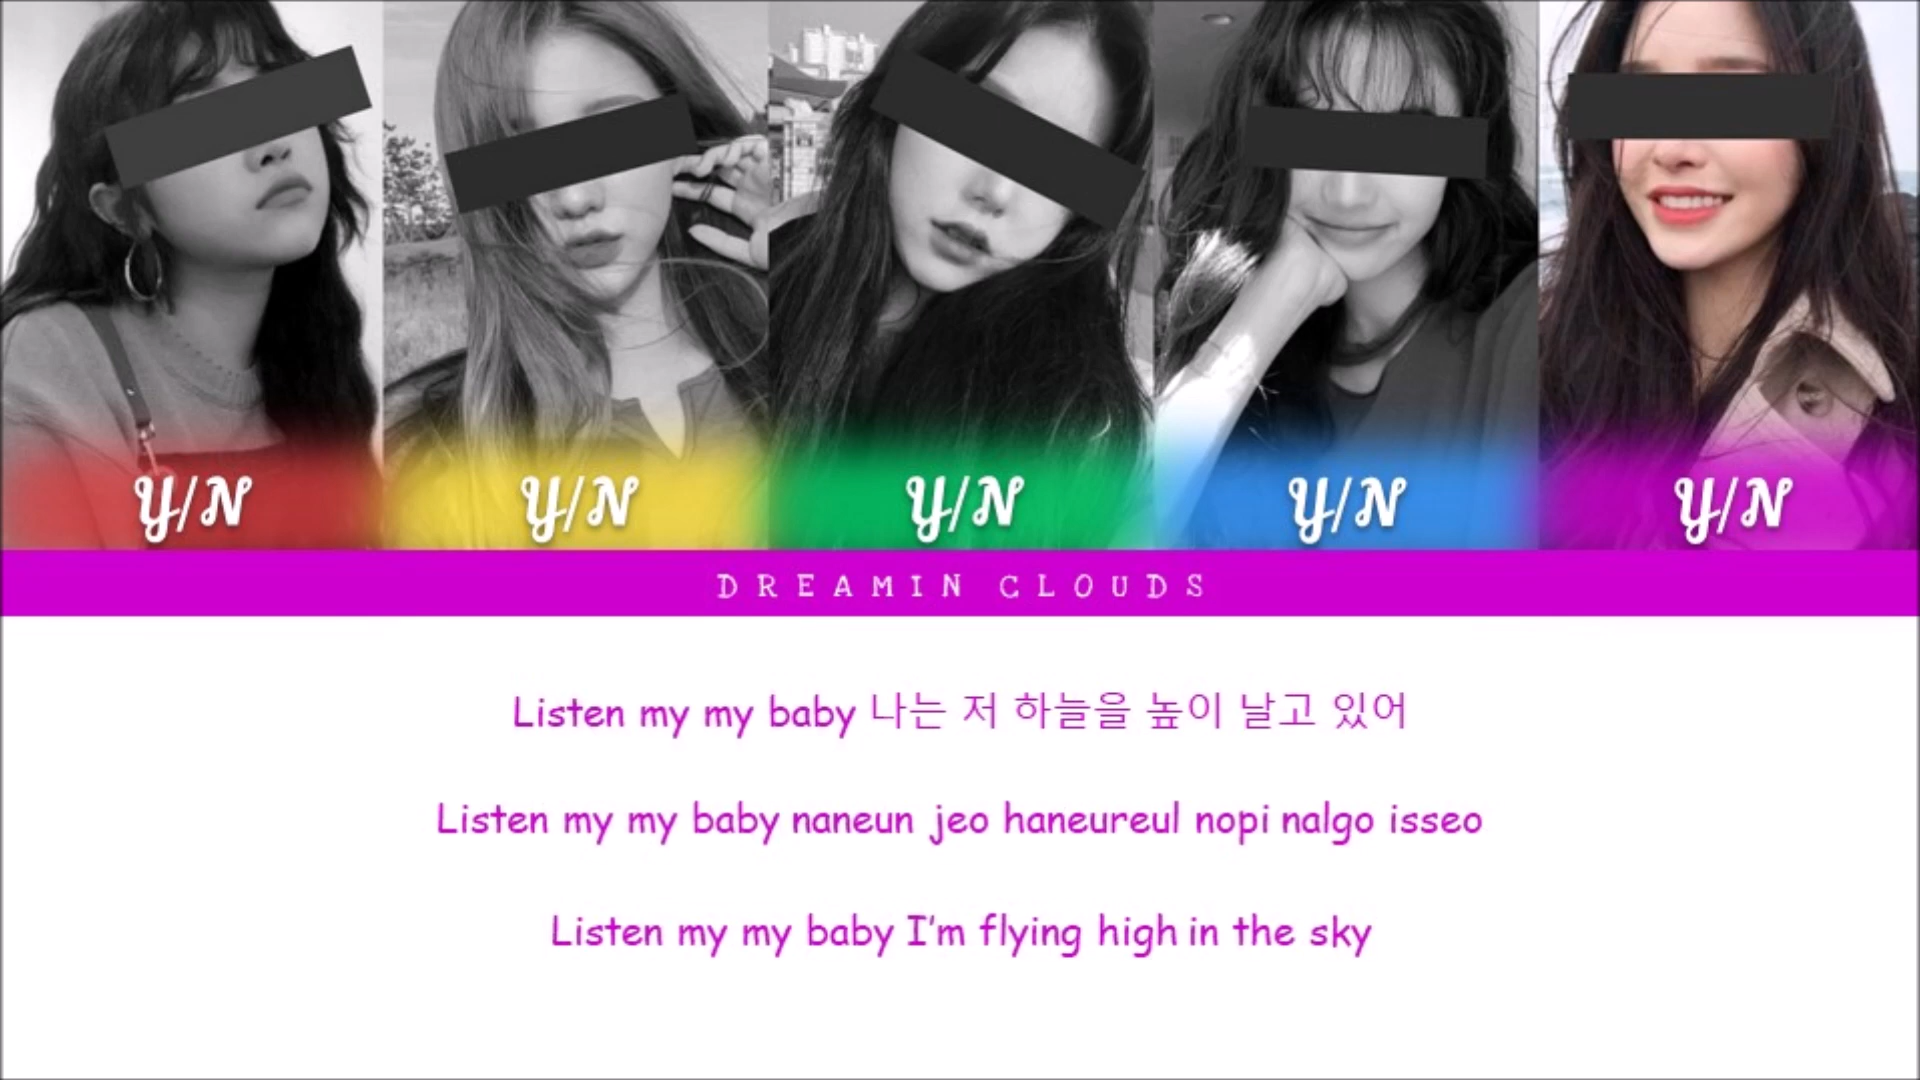 Y/N Y/N Y/N Y/N Y/N
DREAMIN CLOUDS
Listen my my baby 나는 저 하늘을 높이 날고 있어
Listen my my baby naneun jeo haneureul nopi nalgo isseo
Listen my my baby I'm flying high in the sky